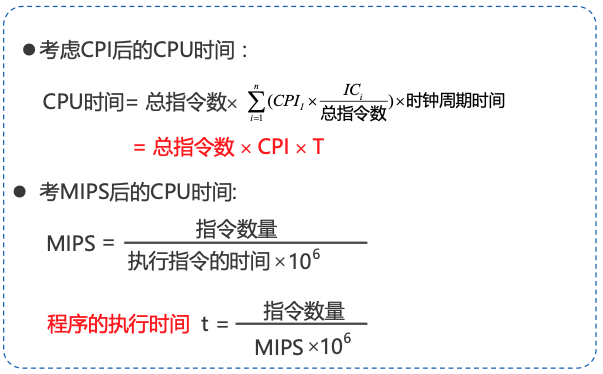 ●考虑CPI后的CPU时间：
CPU时间= 总指令数× \sum_{i=1}^{n}(CPI_I × \frac{IC_i}{总指令数})×时钟周期时间
= 总指令数 × CPI × T
● 考MIPS后的CPU时间:
MIPS = \frac{指令数量}{执行指令的时间×10^6}
程序的执行时间 t = \frac{指令数量}{MIPS ×10^6}